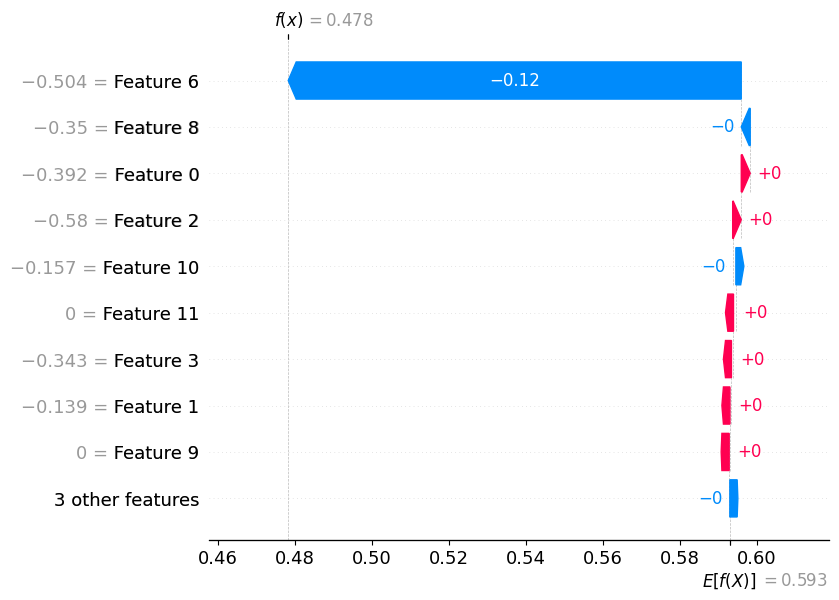 f(x) = 0.478
−0.504 = Feature 6 −0.12
−0.35 = Feature 8 −0
−0.392 = Feature 0 +0
−0.58 = Feature 2 +0
−0.157 = Feature 10 −0
0 = Feature 11 +0
−0.343 = Feature 3 +0
−0.139 = Feature 1 +0
0 = Feature 9 +0
3 other features −0
0.46 0.48 0.50 0.52 0.54 0.56 0.58 0.60
E[f(X)] = 0.593